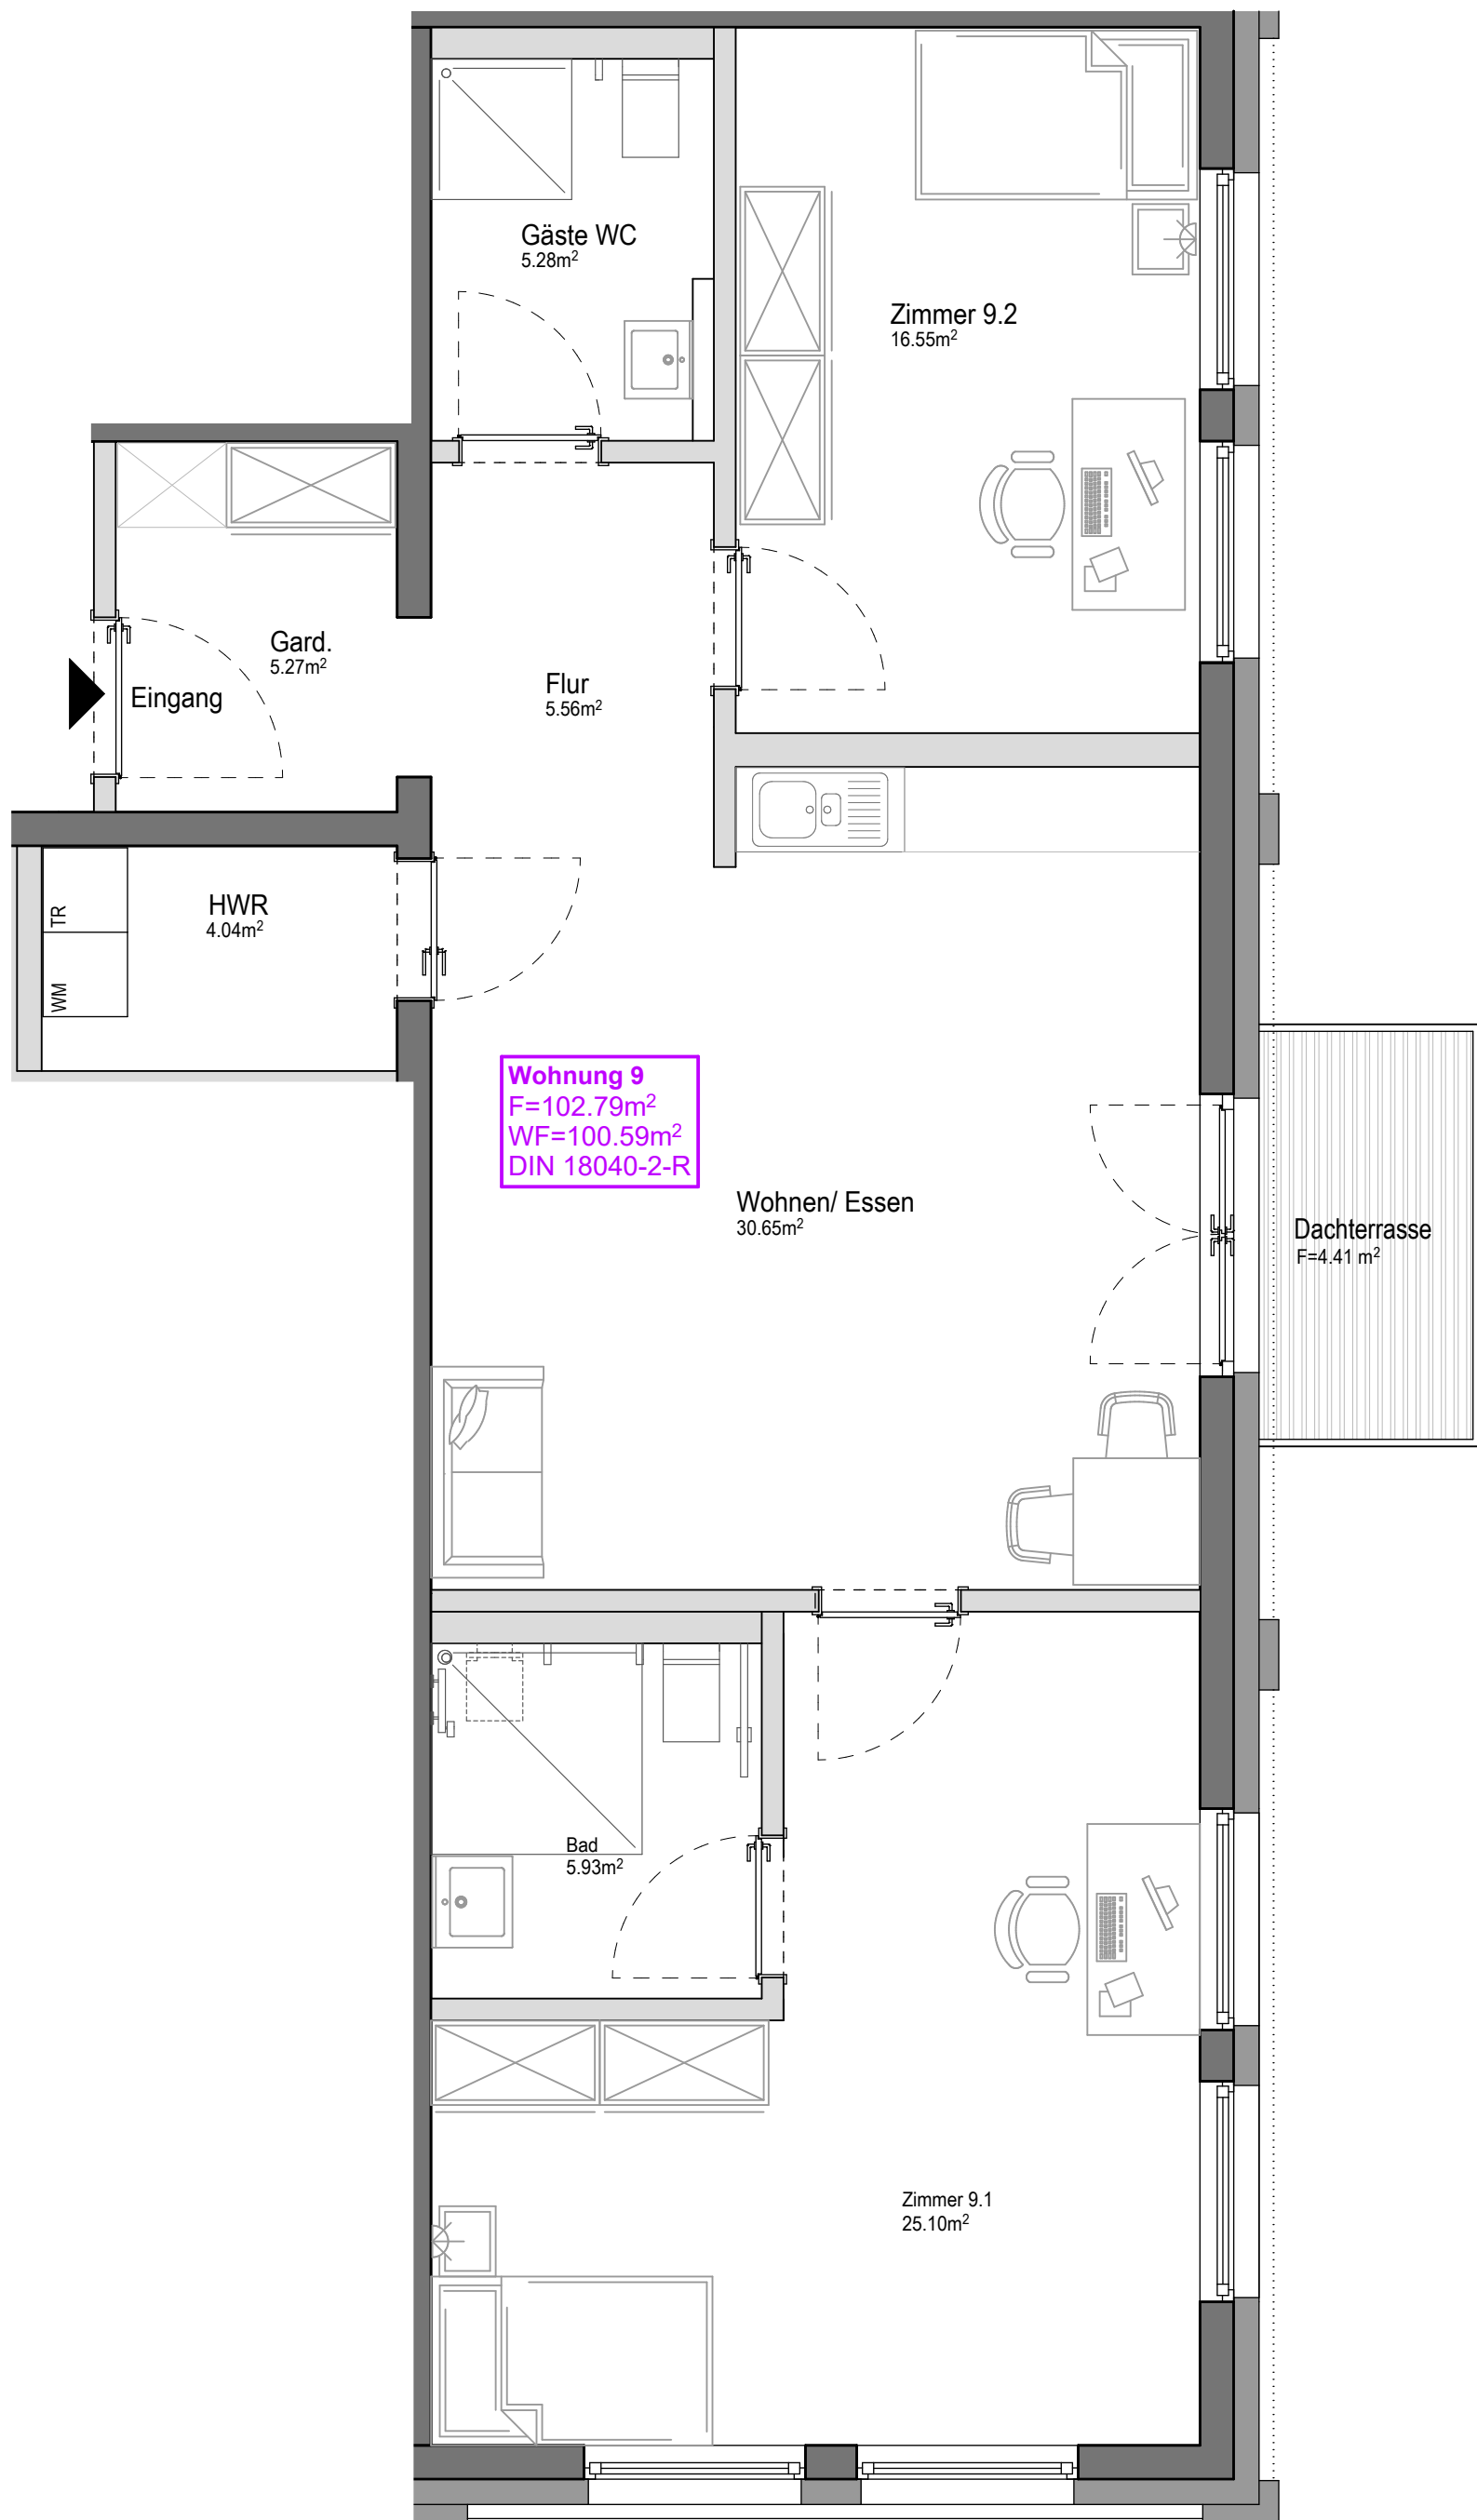 Gäste WC
5.28m²
Zimmer 9.2
16.55m²
Gard.
5.27m²
Eingang
Flur
5.56m²
HWR
4.04m²
TR
WM
Wohnung 9
F=102.79m²
WF=100.59m²
DIN 18040-2-R
Wohnen/ Essen
30.65m²
Dachterrasse
F=4.41 m²
Bad
5.93m²
Zimmer 9.1
25.10m²